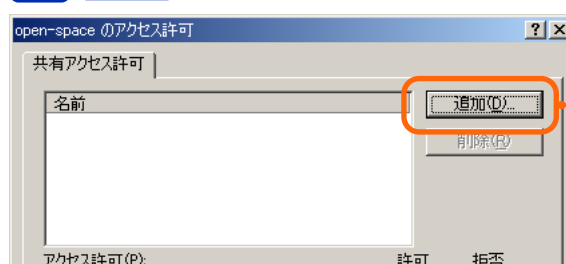 open-space のアクセス許可
共有アクセス許可
名前
追加(D)...
削除(R)
アクセス許可(P): 許可 拒否